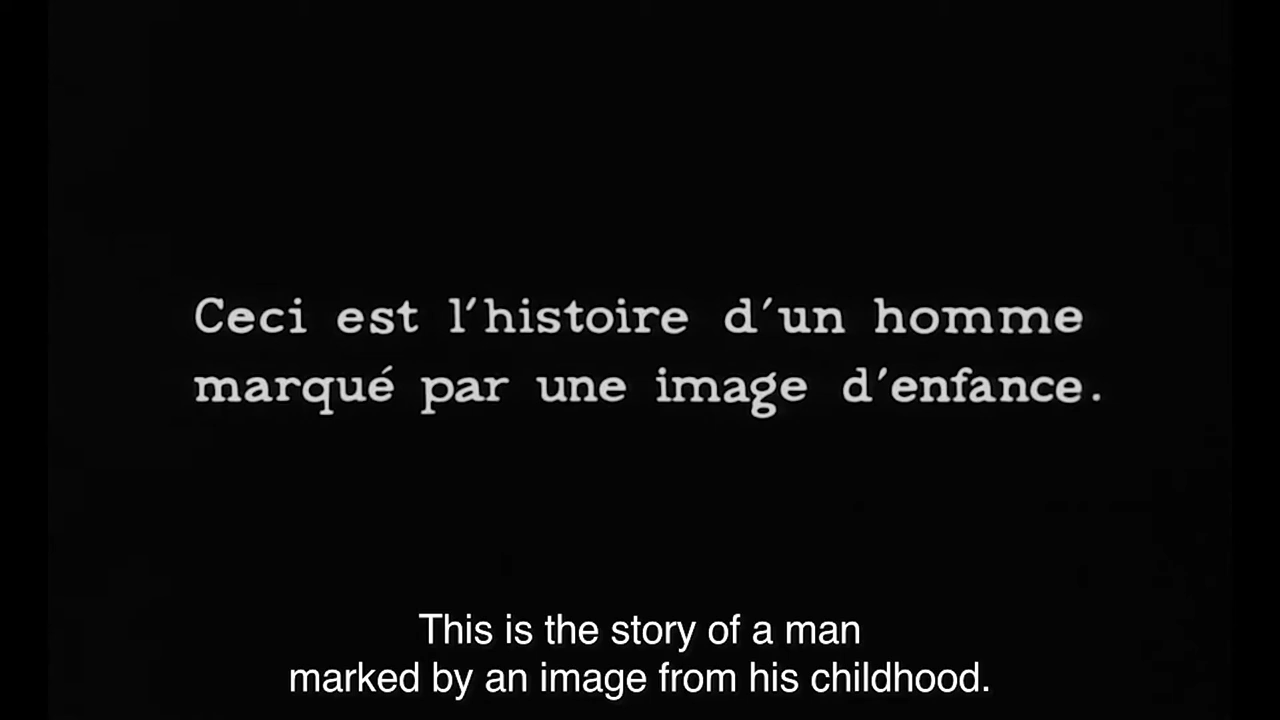 Ceci est l'histoire d'un homme
marqué par une image d'enfance.
This is the story of a man
marked by an image from his childhood.